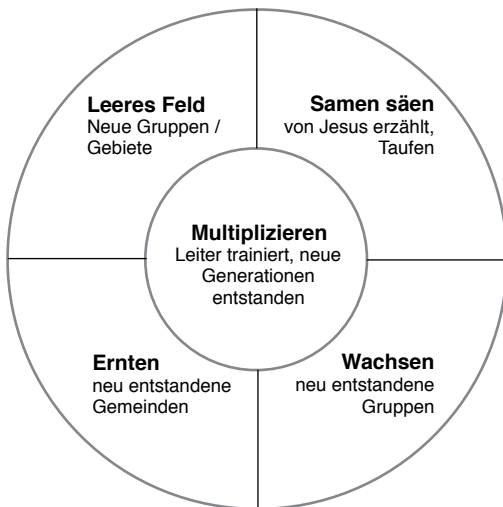 Leeres Feld
Neue Gruppen /
Gebiete
Samen säen
von Jesus erzählt,
Taufen
Multiplizieren
Leiter trainiert, neue
Generationen
entstanden
Ernten
neu entstandene
Gemeinden
Wachsen
neu entstandene
Gruppen